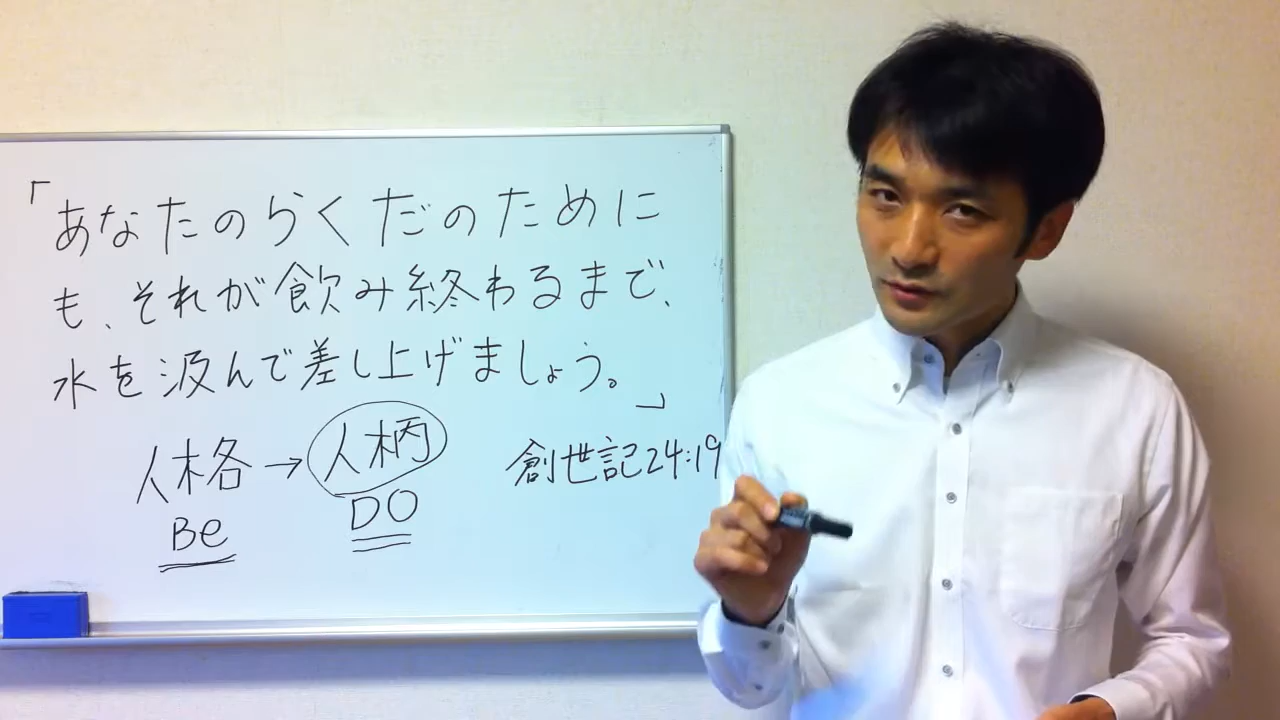 「あなたのらくだのために
も、それが飲み終わるまで、
水を汲んで差し上げましょう。」
人格→人柄 創世記24:19
Be DO